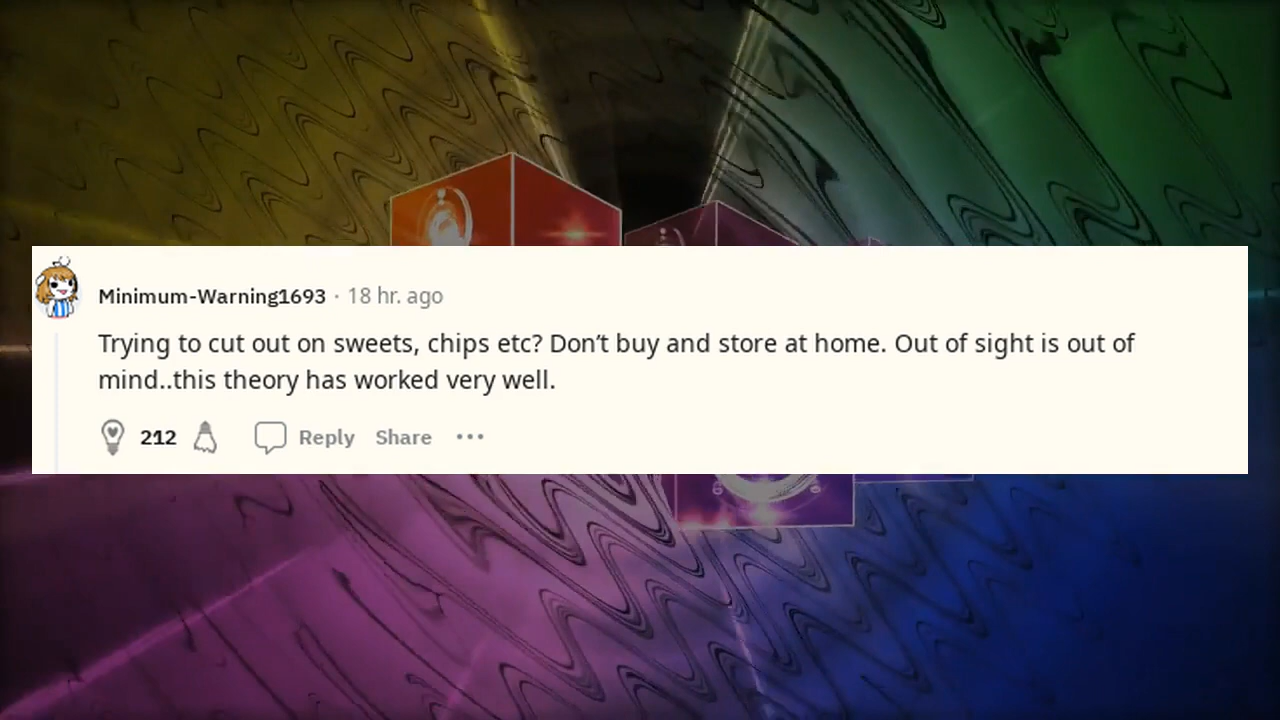 Minimum-Warning1693 · 18 hr. ago
Trying to cut out on sweets, chips etc? Don’t buy and store at home. Out of sight is out of
mind..this theory has worked very well.
212 Reply Share ···